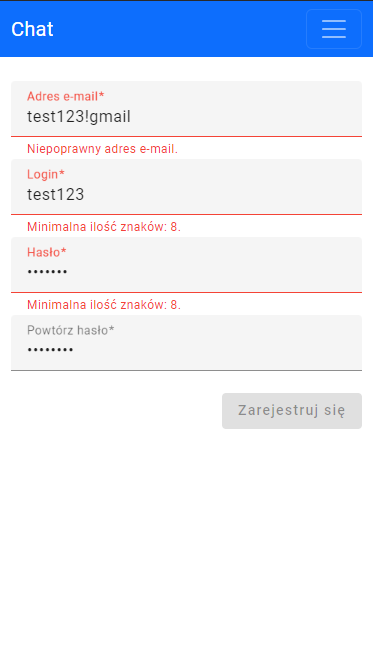 Chat
Adres e-mail*
test123!gmail
Niepoprawny adres e-mail.
Login*
test123
Minimalna ilość znaków: 8.
Hasło*
•••••••
Minimalna ilość znaków: 8.
Powtórz hasło*
••••••••
Zarejestruj się